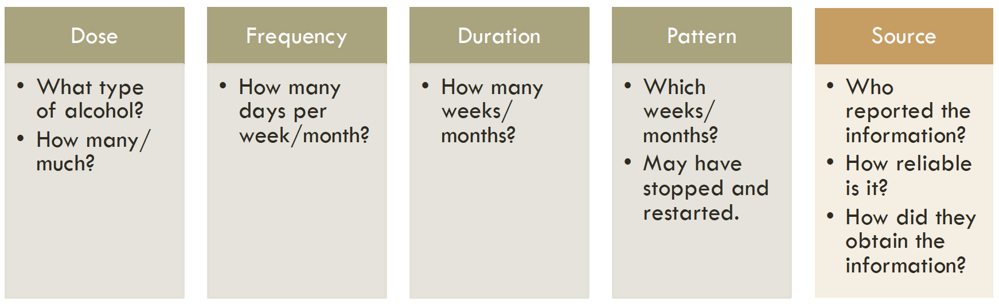 Dose
• What type
of alcohol?
• How many/
much?
Frequency
• How many
days per
week/month?
Duration
• How many
weeks/
months?
Pattern
• Which
weeks/
months?
• May have
stopped and
restarted.
Source
• Who
reported the
information?
• How reliable
is it?
• How did they
obtain the
information?